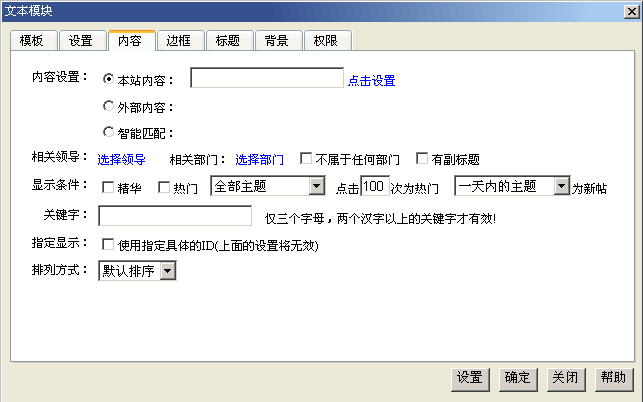 文本模块
模板 设置 内容 边框 标题 背景 权限
内容设置： 本站内容： 点击设置
外部内容：
智能匹配：
相关领导： 选择领导 相关部门： 选择部门 不属于任何部门 有副标题
显示条件： 精华 热门 全部主题 点击 100 次为热门 一天内的主题 为新帖
关键字： 仅三个字母，两个汉字以上的关键字才有效!
指定显示： 使用指定具体的ID(上面的设置将无效)
排列方式： 默认排序
设置 确定 关闭 帮助